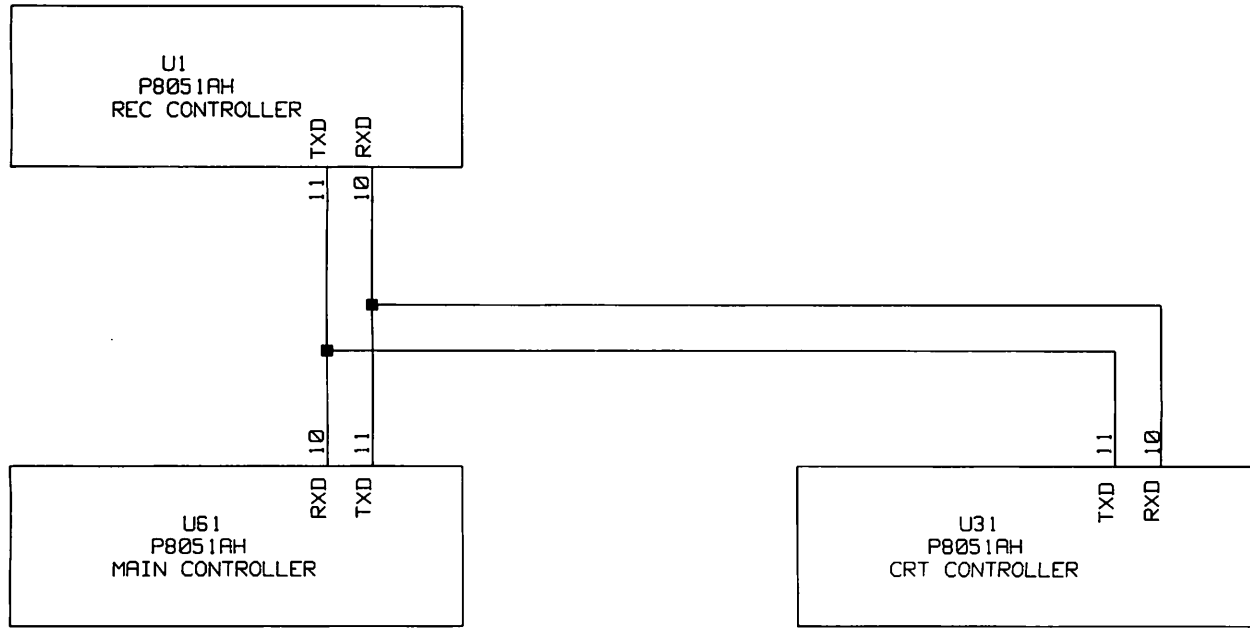 U1
P8051AH
REC CONTROLLER
TXD
RXD
11
10
10
11
RXD
TXD
U61
P8051AH
MAIN CONTROLLER
11
10
TXD
RXD
U31
P8051AH
CRT CONTROLLER